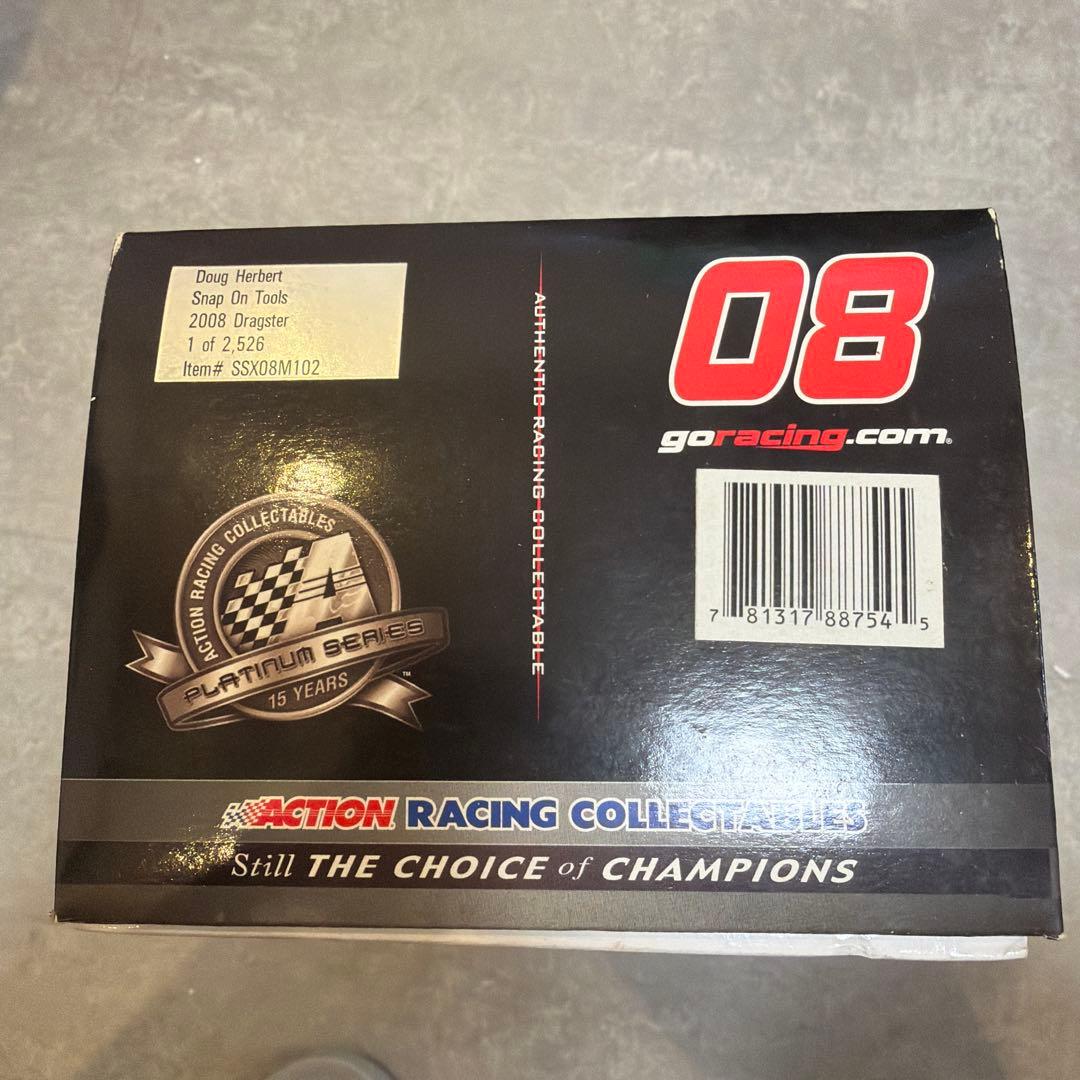 Doug Herbert
Snap On Tools
2008 Dragster
1 of 2,526
Item# SSX08M102
ACTION RACING COLLECTABLES
PLATINUM SERIES
15 YEARS
TM
AUTHENTIC RACING COLLECTABLE
08
goracing.com®
7 81317 88754 5
ACTION RACING COLLECTABLES
Still THE CHOICE of CHAMPIONS